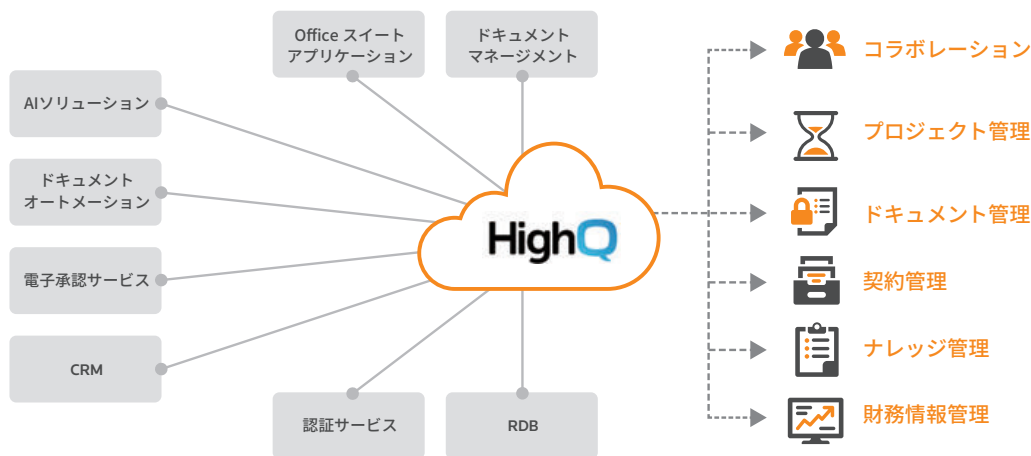 Office スイート
アプリケーション
ドキュメント
マネージメント
AIソリューション
ドキュメント
オートメーション
電子承認サービス
CRM
認証サービス
RDB
HighQ
コラボレーション
プロジェクト管理
ドキュメント管理
契約管理
ナレッジ管理
財務情報管理